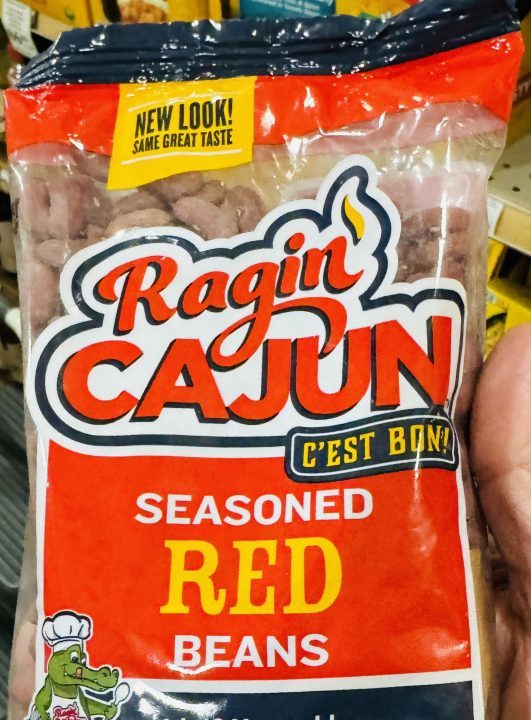 NEW LOOK!
SAME GREAT TASTE
Ragin'
CAJUN
C'EST BON!
SEASONED
RED
BEANS